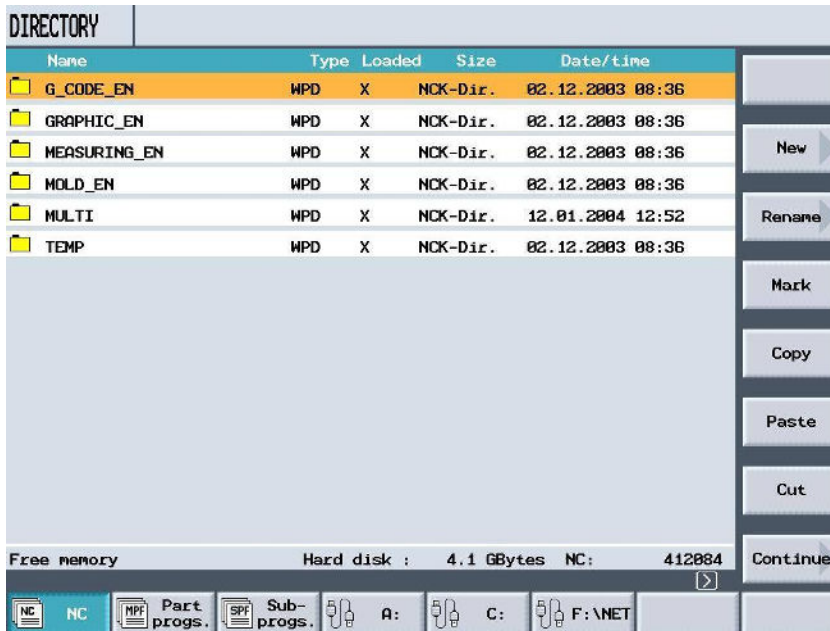 DIRECTORY
Name Type Loaded Size Date/time
G_CODE_EN WPD X NCK-Dir. 02.12.2003 08:36
GRAPHIC_EN WPD X NCK-Dir. 02.12.2003 08:36
MEASURING_EN WPD X NCK-Dir. 02.12.2003 08:36
MOLD_EN WPD X NCK-Dir. 02.12.2003 08:36
MULTI WPD X NCK-Dir. 12.01.2004 12:52
TEMP WPD X NCK-Dir. 02.12.2003 08:36
New
Rename
Mark
Copy
Paste
Cut
Continue
Free memory Hard disk : 4.1 GBytes NC: 412084
NC NC
MPF Part progs.
SPF Sub-progs.
A:
C:
F:\NET